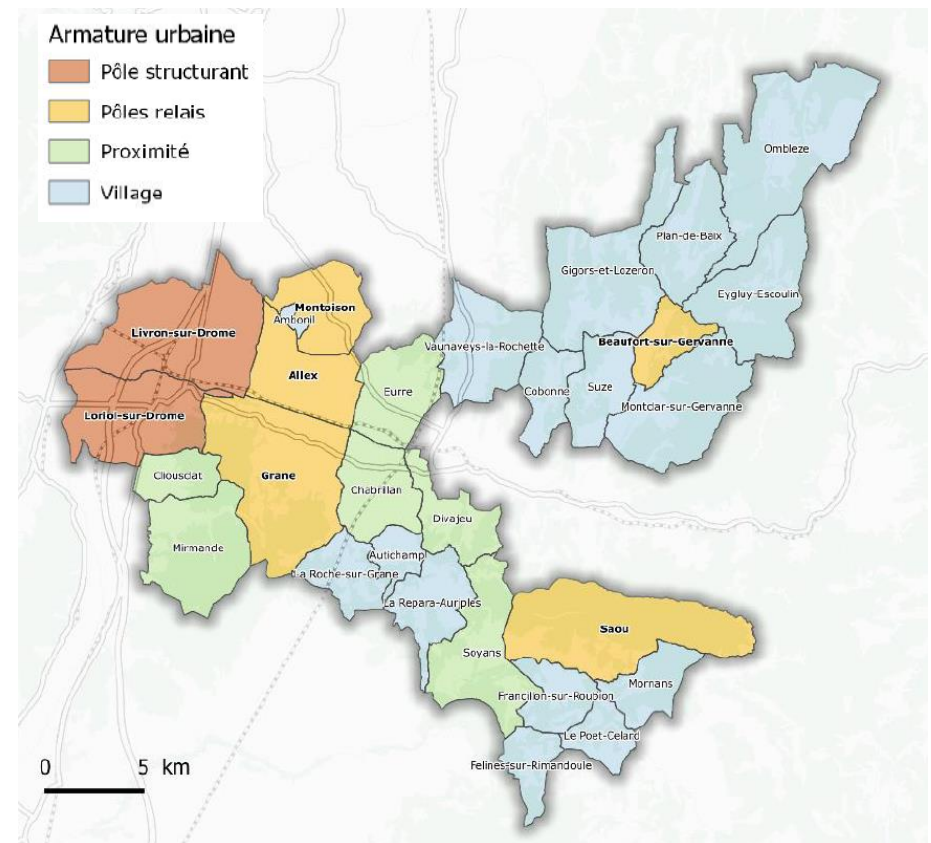 Armature urbaine
Pôle structurant
Pôles relais
Proximité
Village
Ombleze
Plan-de-Baix
Gigors-et-Lozeron
Eygluy-Escoulin
Montoison
Ambonil
Livron-sur-Drome
Vaunaveys-la-Rochette
Beaufort-sur-Gervanne
Allex
Eurre
Cobonne
Suze
Montclar-sur-Gervanne
Loriol-sur-Drome
Cliousclat
Grane
Chabrillan
Divajeu
Mirmande
Autichamp
La Roche-sur-Grane
La Repara-Auriples
Saou
Soyans
Mornans
Francillon-sur-Roubion
Le Poet-Celard
Felines-sur-Rimandoule
0 5 km